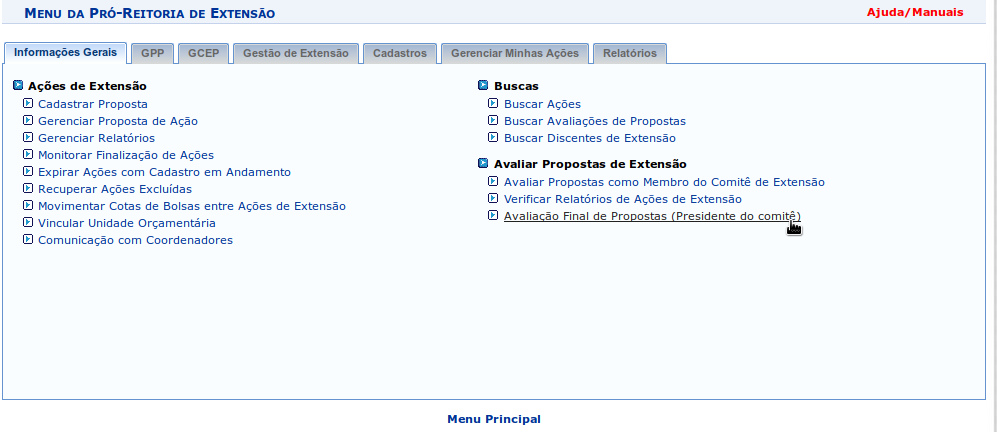 Menu da Pró-Reitoria de Extensão
Ajuda/Manuais
Informações Gerais
GPP
GCEP
Gestão de Extensão
Cadastros
Gerenciar Minhas Ações
Relatórios
Ações de Extensão
Cadastrar Proposta
Gerenciar Proposta de Ação
Gerenciar Relatórios
Monitorar Finalização de Ações
Expirar Ações com Cadastro em Andamento
Recuperar Ações Excluídas
Movimentar Cotas de Bolsas entre Ações de Extensão
Vincular Unidade Orçamentária
Comunicação com Coordenadores
Buscas
Buscar Ações
Buscar Avaliações de Propostas
Buscar Discentes de Extensão
Avaliar Propostas de Extensão
Avaliar Propostas como Membro do Comitê de Extensão
Verificar Relatórios de Ações de Extensão
Avaliação Final de Propostas (Presidente do comitê)
Menu Principal